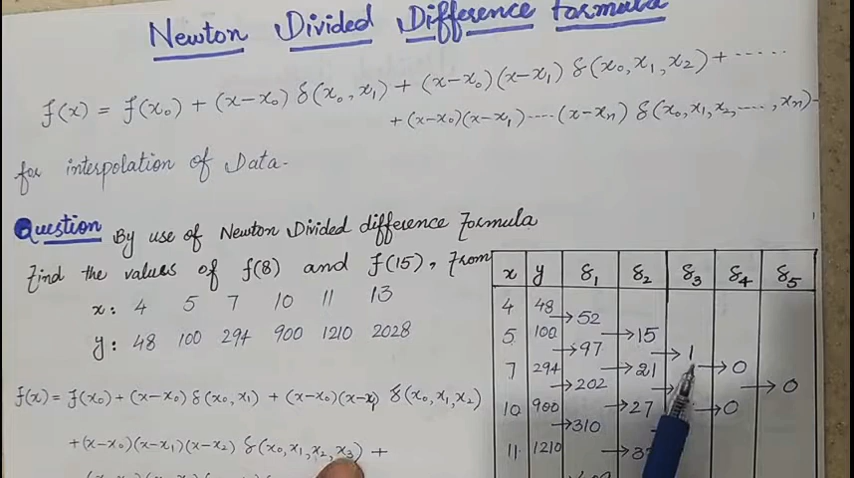 Newton Divided Difference Formula
f(x) = f(x₀) + (x-x₀) δ(x₀, x₁) + (x-x₀)(x-x₁) δ(x₀, x₁, x₂) + ......
+ (x-x₀)(x-x₁)....(x-xₙ) δ(x₀, x₁, x₂, ...., xₙ)-
for interpolation of Data-
Question By use of Newton Divided difference Formula
Find the values of f(8) and f(15), From
x: 4 5 7 10 11 13
y: 48 100 294 900 1210 2028
f(x) = f(x₀) + (x-x₀) δ(x₀, x₁) + (x-x₀)(x-x₁) δ(x₀, x₁, x₂)
+(x-x₀)(x-x₁)(x-x₂) δ(x₀, x₁, x₂, x₃) +
x y δ₁ δ₂ δ₃ δ₄ δ₅
4 48
→52
5 100 →15
→97 →1
7 294 →21 →0
→202 → →0
10 900 →27 →0
→310
11 1210